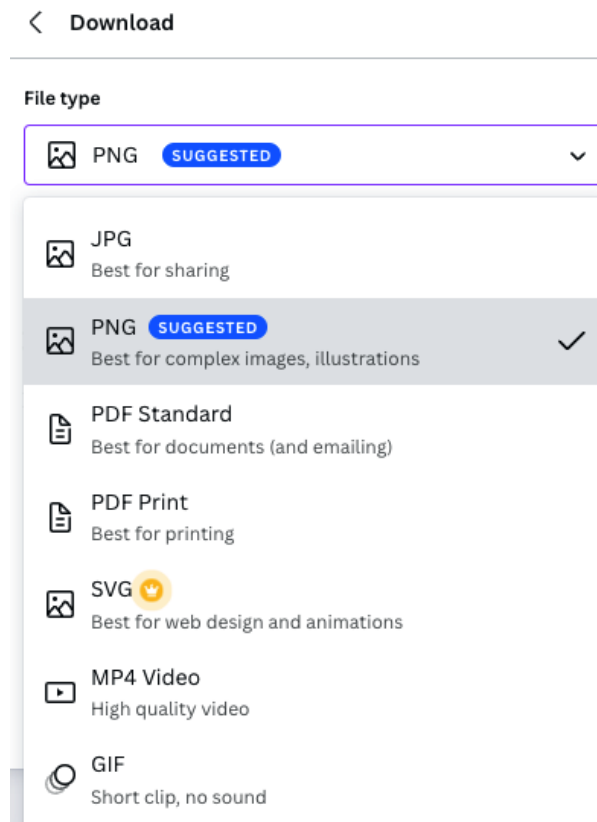 Download
File type
PNG SUGGESTED
JPG
Best for sharing
PNG SUGGESTED
Best for complex images, illustrations
PDF Standard
Best for documents (and emailing)
PDF Print
Best for printing
SVG
Best for web design and animations
MP4 Video
High quality video
GIF
Short clip, no sound